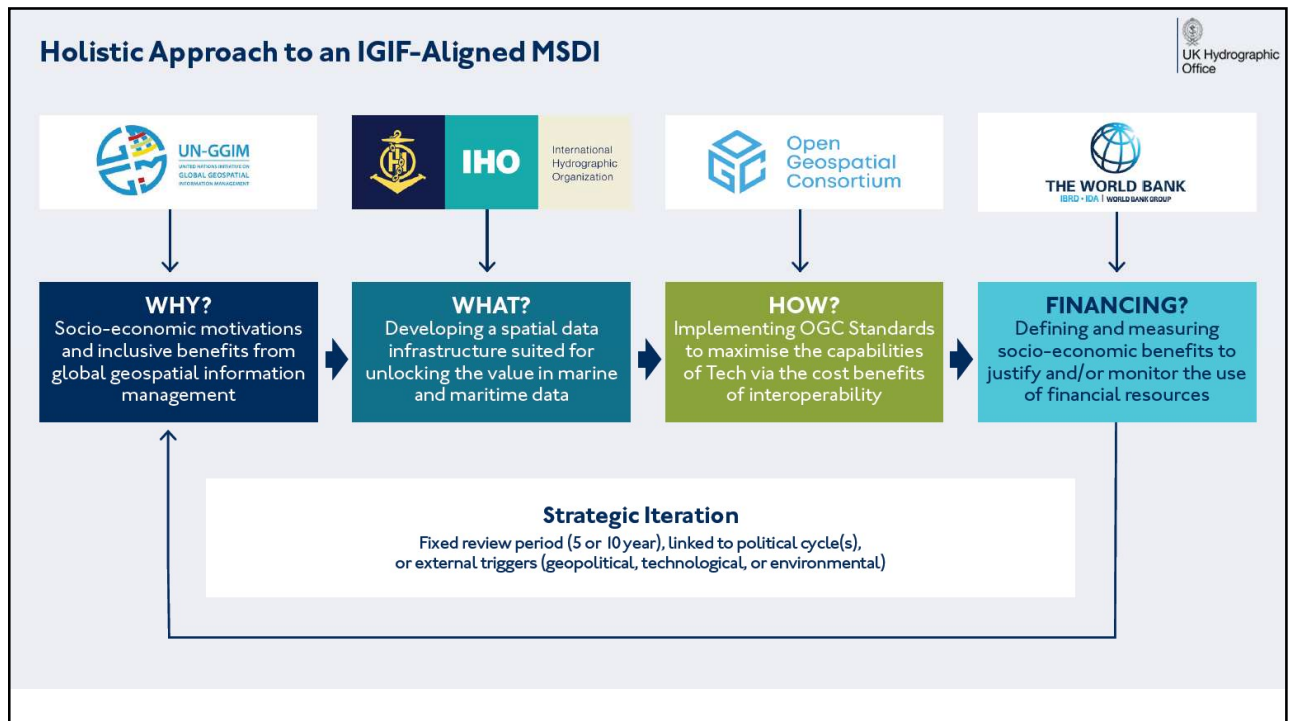 Holistic Approach to an IGIF-Aligned MSDI
UK Hydrographic
Office
UN-GGIM
UNITED NATIONS INITIATIVE ON
GLOBAL GEOSPATIAL
INFORMATION MANAGEMENT
IHO
International
Hydrographic
Organization
OGC
Open
Geospatial
Consortium
THE WORLD BANK
IBRD • IDA | WORLD BANK GROUP
WHY?
Socio-economic motivations
and inclusive benefits from
global geospatial information
management
WHAT?
Developing a spatial data
infrastructure suited for
unlocking the value in marine
and maritime data
HOW?
Implementing OGC Standards
to maximise the capabilities
of Tech via the cost benefits
of interoperability
FINANCING?
Defining and measuring
socio-economic benefits to
justify and/or monitor the use
of financial resources
Strategic Iteration
Fixed review period (5 or 10 year), linked to political cycle(s),
or external triggers (geopolitical, technological, or environmental)